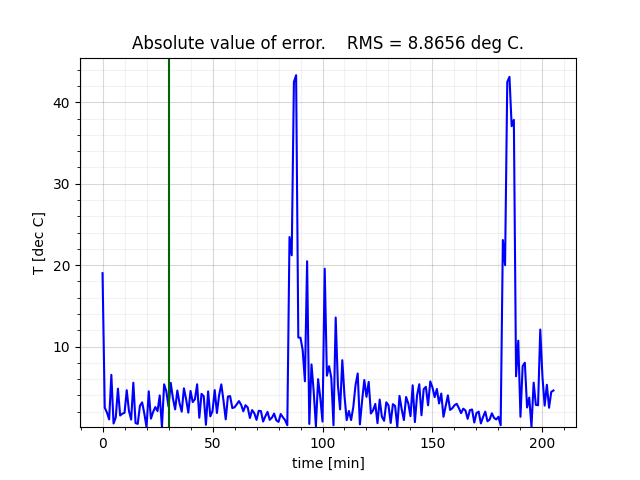 Absolute value of error. RMS = 8.8656 deg C.
40
30
20
10
T [dec C]
0 50 100 150 200
time [min]